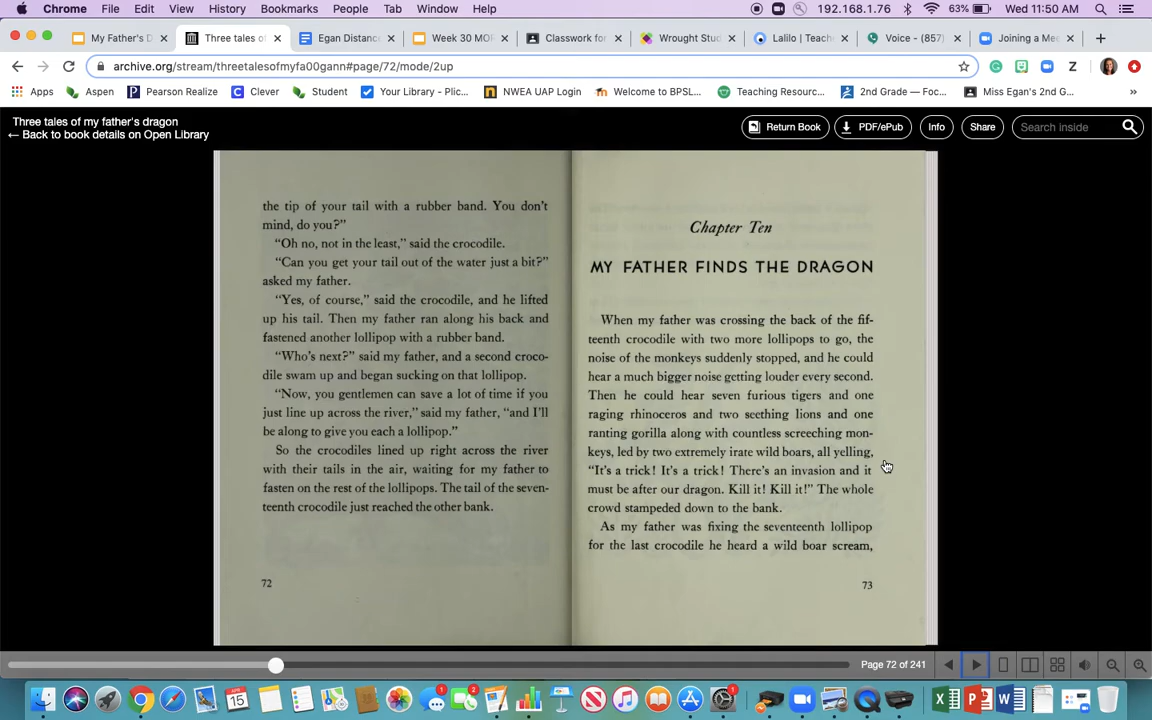 Chrome File Edit View History Bookmarks People Tab Window Help 192.168.1.76 63% Wed 11:50 AM
My Father's D Three tales of Egan Distanc Week 30 MOR Classwork for Wrought Stud Lalilo | Teach Voice - (857) Joining a Mee
archive.org/stream/threetalesofmyfa00gann#page/72/mode/2up
Apps Aspen Pearson Realize Clever Student Your Library - Plic... NWEA UAP Login Welcome to BPSL... Teaching Resourc... 2nd Grade — Foc... Miss Egan's 2nd G... »
Three tales of my father's dragon
← Back to book details on Open Library
Return Book PDF/ePub Info Share Search inside
the tip of your tail with a rubber band. You don't
mind, do you?"
"Oh no, not in the least," said the crocodile.
"Can you get your tail out of the water just a bit?"
asked my father.
"Yes, of course," said the crocodile, and he lifted
up his tail. Then my father ran along his back and
fastened another lollipop with a rubber band.
"Who's next?" said my father, and a second croco-
dile swam up and began sucking on that lollipop.
"Now, you gentlemen can save a lot of time if you
just line up across the river," said my father, "and I'll
be along to give you each a lollipop."
So the crocodiles lined up right across the river
with their tails in the air, waiting for my father to
fasten on the rest of the lollipops. The tail of the seven-
teenth crocodile just reached the other bank.
72
Chapter Ten
MY FATHER FINDS THE DRAGON
When my father was crossing the back of the fif-
teenth crocodile with two more lollipops to go, the
noise of the monkeys suddenly stopped, and he could
hear a much bigger noise getting louder every second.
Then he could hear seven furious tigers and one
raging rhinoceros and two seething lions and one
ranting gorilla along with countless screeching mon-
keys, led by two extremely irate wild boars, all yelling,
"It's a trick! It's a trick! There's an invasion and it
must be after our dragon. Kill it! Kill it!" The whole
crowd stampeded down to the bank.
As my father was fixing the seventeenth lollipop
for the last crocodile he heard a wild boar scream,
73
Page 72 of 241